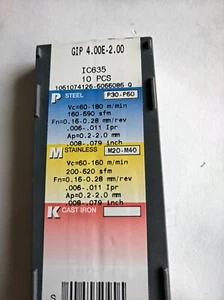 GIP 4.00E-2.00
IC635
10 PCS
1051074126-5066086 Q
P STEEL P30-P50
Vc=60-180 m/min
160-590 sfm
Fn=0.16-0.28 mm/rev
.006-.011 ipr
Ap=0.2-2.0 mm
.008-.079 inch
M STAINLESS M20-M40
Vc=60-160 m/min
200-520 sfm
Fn=0.16-0.28 mm/rev
.006-.011 ipr
Ap=0.2-2.0 mm
.008-.079 inch
K CAST IRON
S